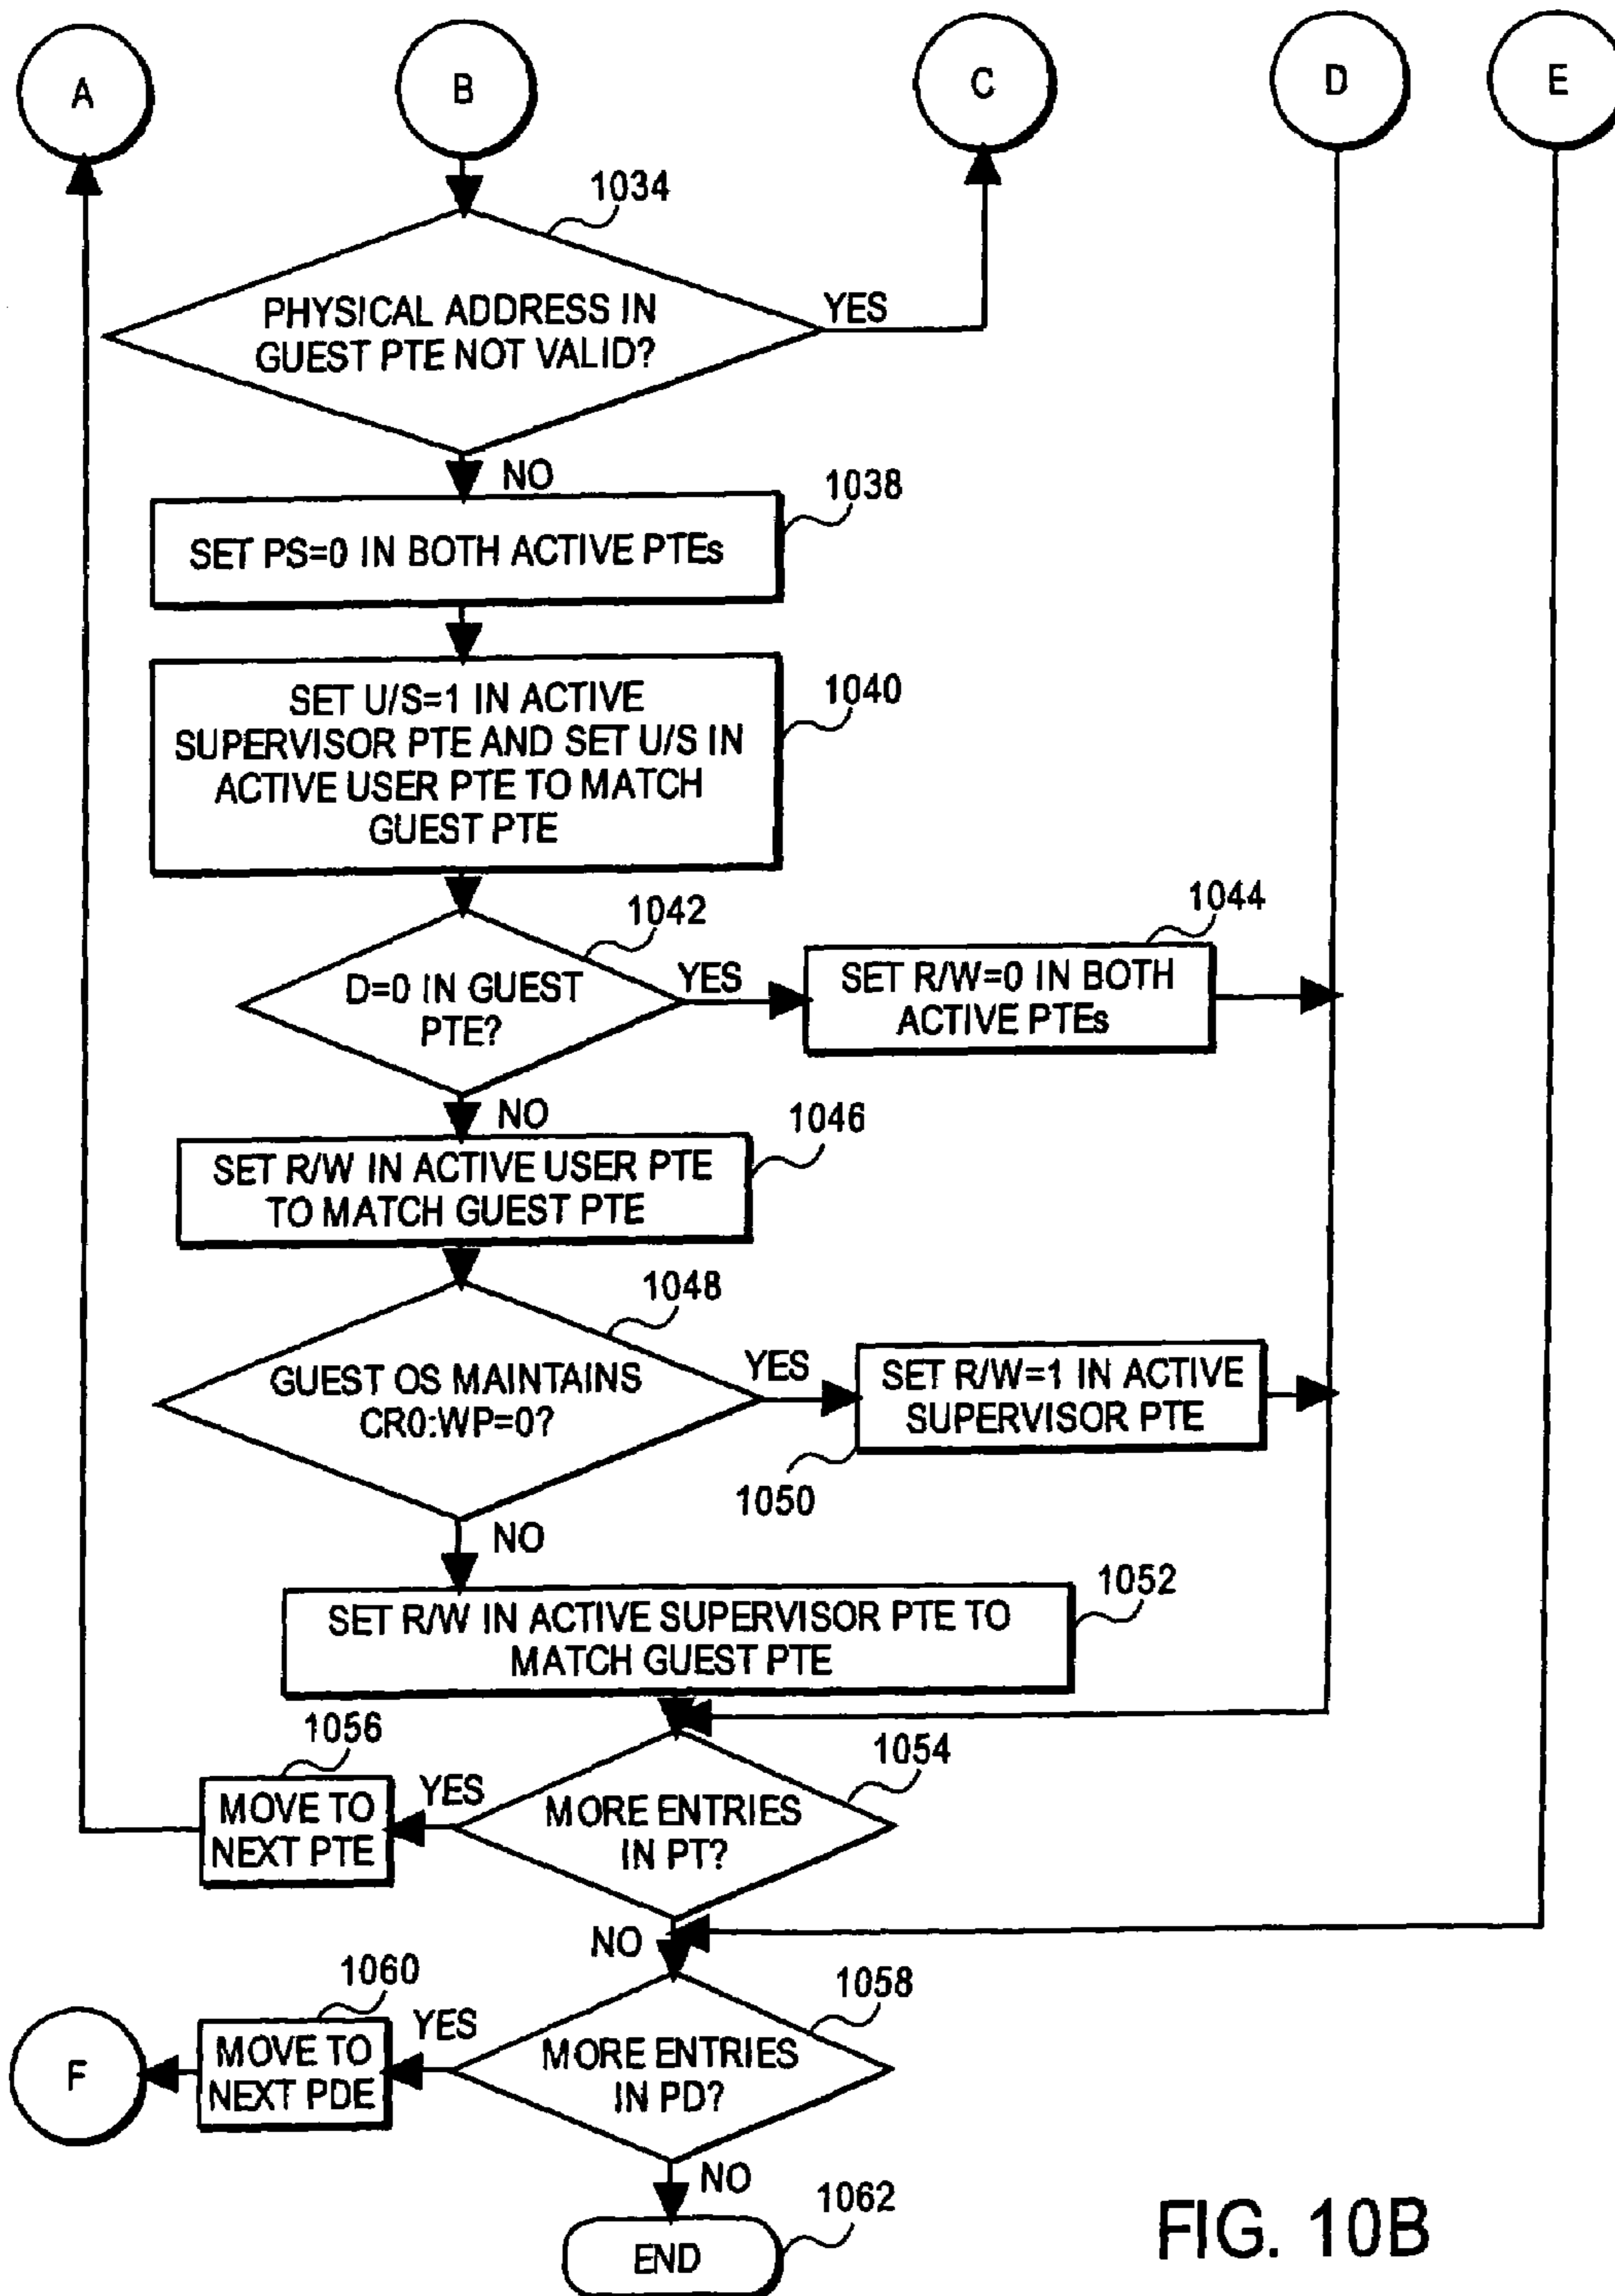 A
B
C
D
E
1034
PHYSICAL ADDRESS IN
GUEST PTE NOT VALID?
YES
NO
1038
SET PS=0 IN BOTH ACTIVE PTEs
1040
SET U/S=1 IN ACTIVE
SUPERVISOR PTE AND SET U/S IN
ACTIVE USER PTE TO MATCH
GUEST PTE
1042
D=0 IN GUEST
PTE?
YES
1044
SET R/W=0 IN BOTH
ACTIVE PTEs
NO
1046
SET R/W IN ACTIVE USER PTE
TO MATCH GUEST PTE
1048
GUEST OS MAINTAINS
CR0:WP=0?
YES
SET R/W=1 IN ACTIVE
SUPERVISOR PTE
1050
NO
1052
SET R/W IN ACTIVE SUPERVISOR PTE TO
MATCH GUEST PTE
1056
MOVE TO
NEXT PTE
YES
1054
MORE ENTRIES
IN PT?
NO
1060
F
MOVE TO
NEXT PDE
YES
1058
MORE ENTRIES
IN PD?
NO
1062
END
FIG. 10B